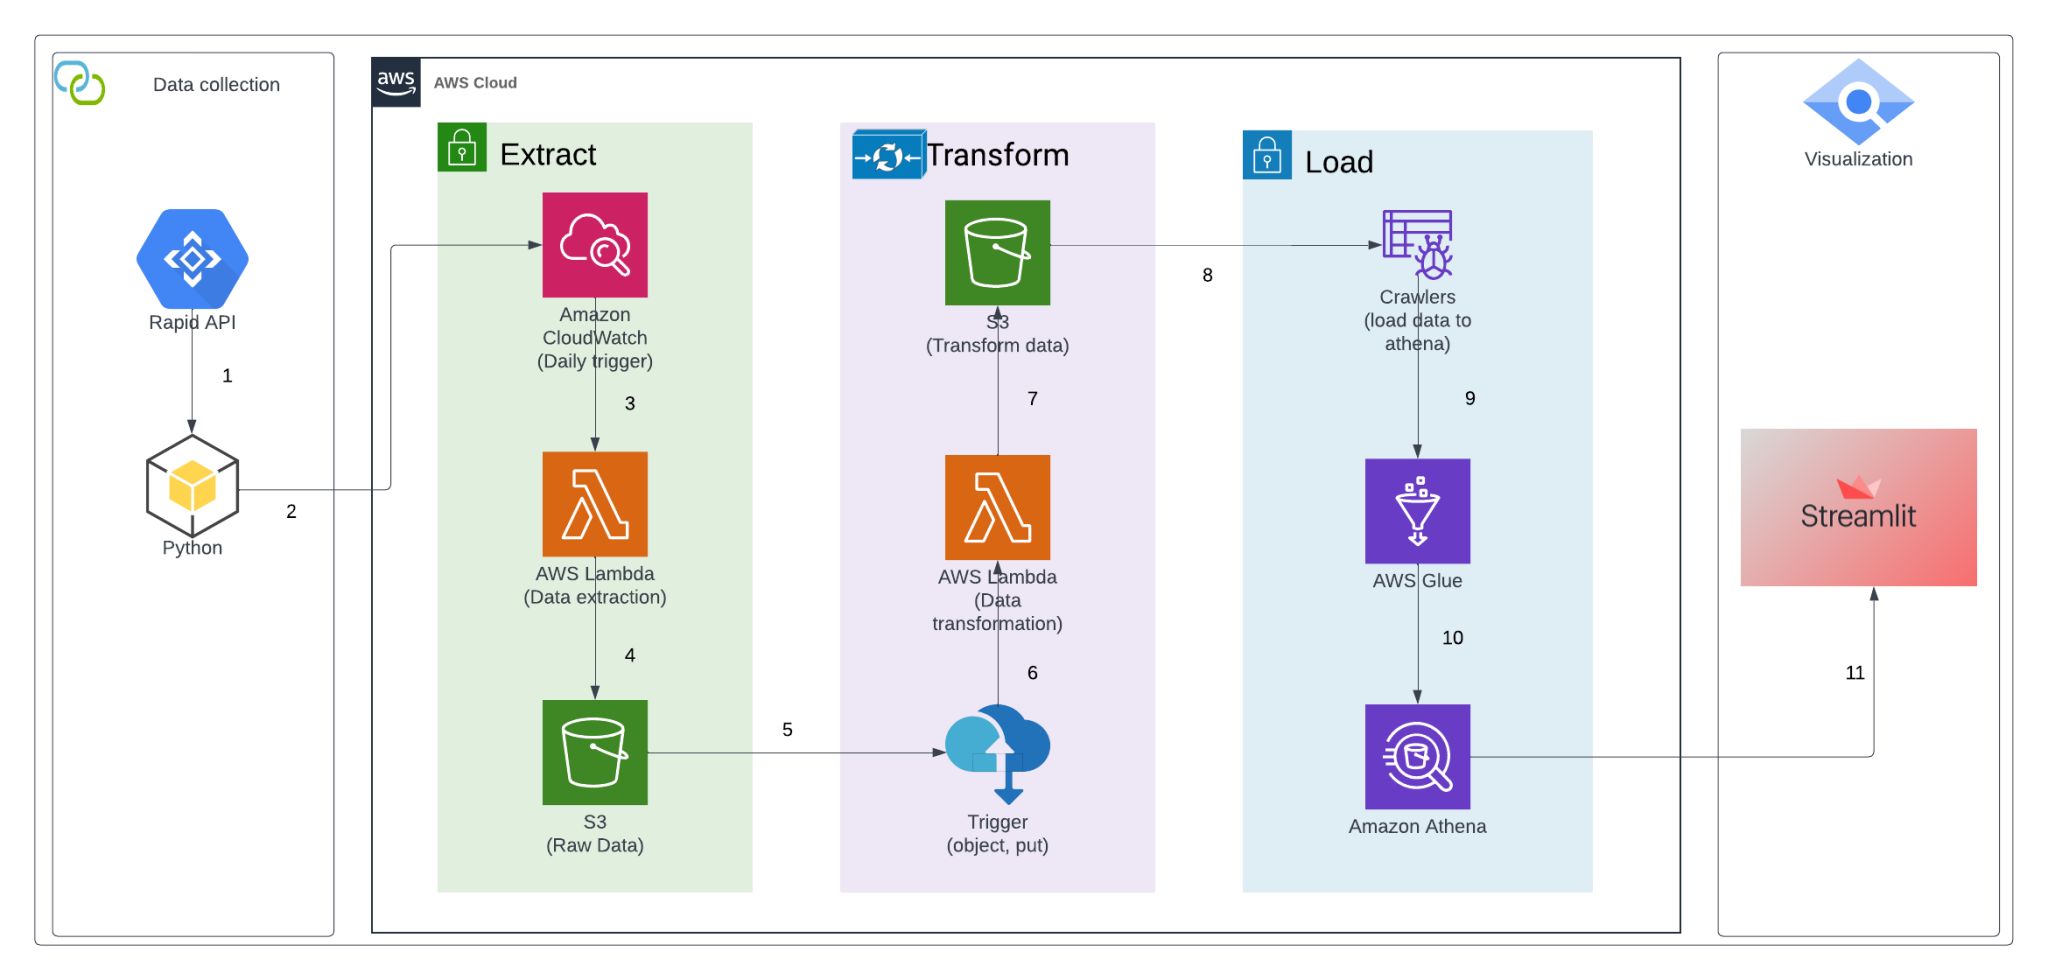 Data collection
Rapid API
1
Python
2
aws
AWS Cloud
Extract
Amazon
CloudWatch
(Daily trigger)
3
AWS Lambda
(Data extraction)
4
S3
(Raw Data)
5
Transform
S3
(Transform data)
7
AWS Lambda
(Data
transformation)
6
Trigger
(object, put)
8
Load
Crawlers
(load data to
athena)
9
AWS Glue
10
Amazon Athena
11
Visualization
Streamlit